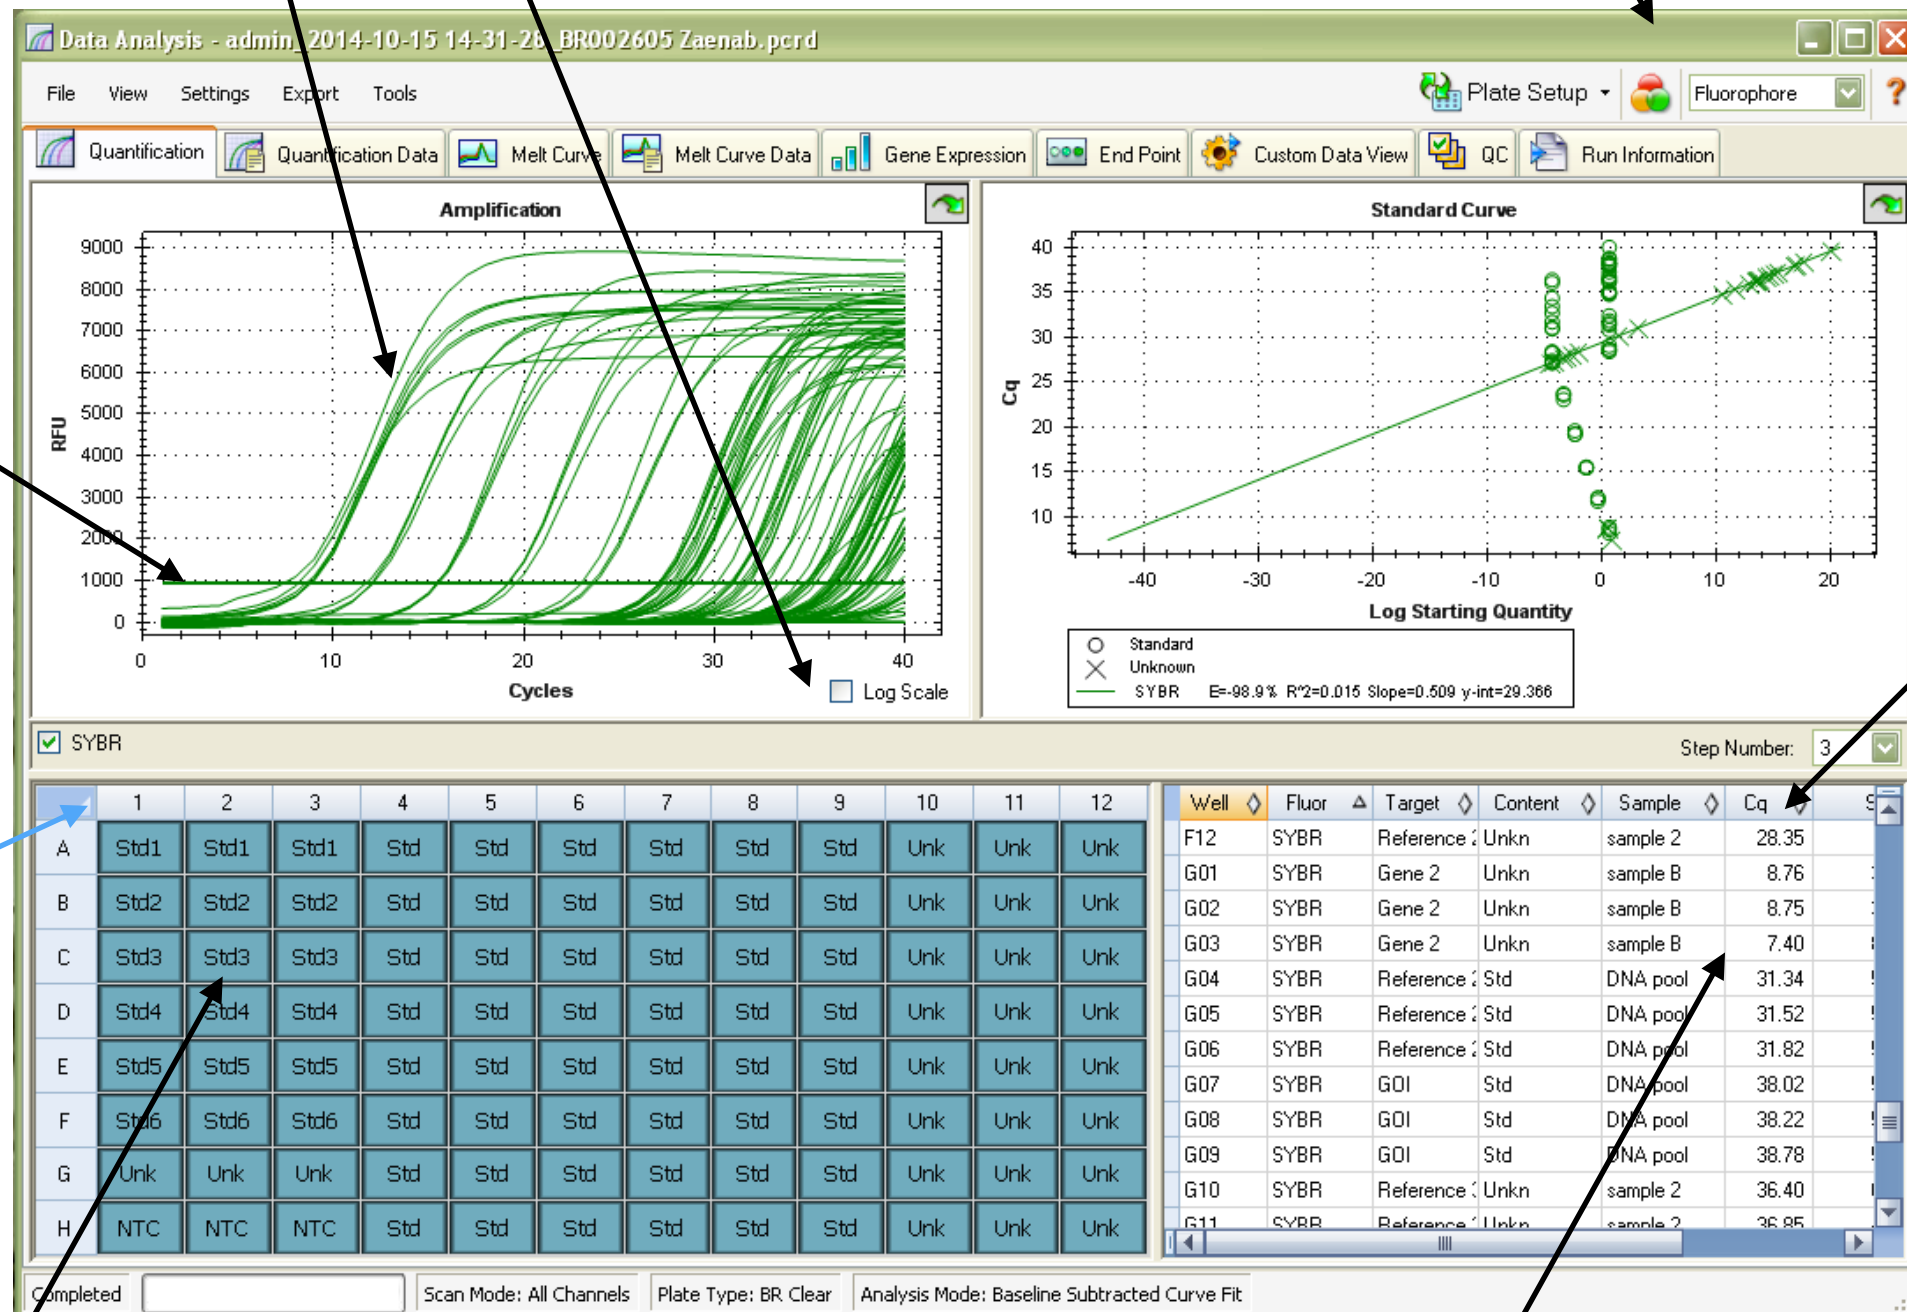 Data Analysis - admin_2014-10-15 14-31-28_BR002605 Zaenab.pcrd
File View Settings Export Tools Plate Setup Fluorophore ?
Quantification Quantification Data Melt Curve Melt Curve Data Gene Expression End Point Custom Data View QC Run Information
Amplification
9000
8000
7000
6000
5000
4000
3000
2000
1000
0
RFU
0 10 20 30 40
Cycles
Log Scale
Standard Curve
40
35
30
25
20
15
10
Cq
-40 -30 -20 -10 0 10 20
Log Starting Quantity
Standard
Unknown
SYBR E=-98.9% R^2=0.015 Slope=0.509 y-int=29.366
SYBR Step Number: 3
1 2 3 4 5 6 7 8 9 10 11 12
A Std1 Std1 Std1 Std Std Std Std Std Std Unk Unk Unk
B Std2 Std2 Std2 Std Std Std Std Std Std Unk Unk Unk
C Std3 Std3 Std3 Std Std Std Std Std Std Unk Unk Unk
D Std4 Std4 Std4 Std Std Std Std Std Std Unk Unk Unk
E Std5 Std5 Std5 Std Std Std Std Std Std Unk Unk Unk
F Std6 Std6 Std6 Std Std Std Std Std Std Unk Unk Unk
G Unk Unk Unk Std Std Std Std Std Std Unk Unk Unk
H NTC NTC NTC Std Std Std Std Std Std Unk Unk Unk
Well Fluor Target Content Sample Cq
F12 SYBR Reference Unkn sample 2 28.35
G01 SYBR Gene 2 Unkn sample B 8.76
G02 SYBR Gene 2 Unkn sample B 8.75
G03 SYBR Gene 2 Unkn sample B 7.40
G04 SYBR Reference Std DNA pool 31.34
G05 SYBR Reference Std DNA pool 31.52
G06 SYBR Reference Std DNA pool 31.82
G07 SYBR GOI Std DNA pool 38.02
G08 SYBR GOI Std DNA pool 38.22
G09 SYBR GOI Std DNA pool 38.78
G10 SYBR Reference Unkn sample 2 36.40
G11 SYBR Reference Unkn sample 2 36.85
Completed Scan Mode: All Channels Plate Type: BR Clear Analysis Mode: Baseline Subtracted Curve Fit